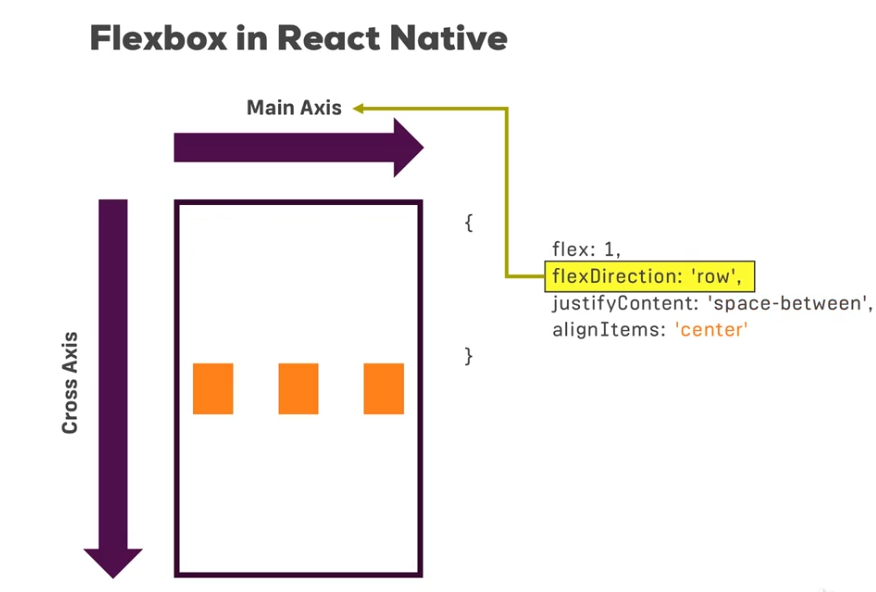 Flexbox in React Native
Main Axis
Cross Axis
{
flex: 1,
flexDirection: 'row',
justifyContent: 'space-between',
alignItems: 'center'
}